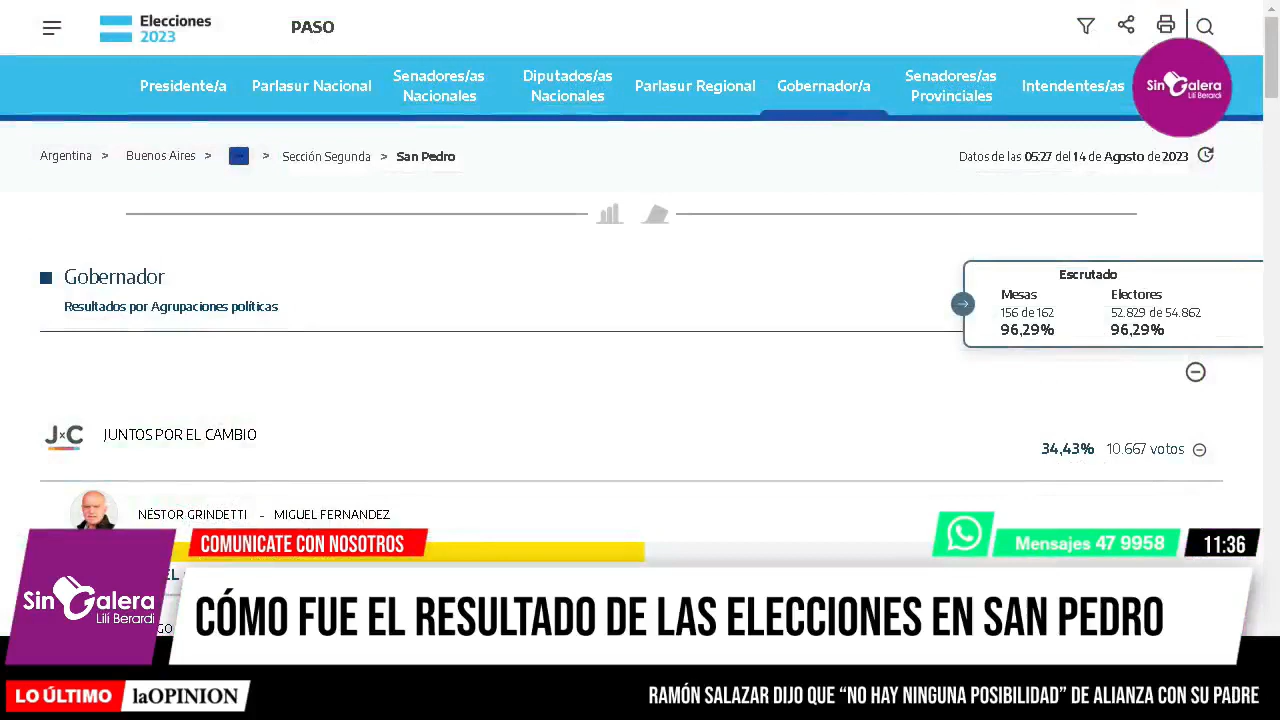 Elecciones
2023
PASO
Presidente/a
Parlasur Nacional
Senadores/as
Nacionales
Diputados/as
Nacionales
Parlasur Regional
Gobernador/a
Senadores/as
Provinciales
Intendentes/as
Sin Galera
Lili Berardi
Argentina > Buenos Aires > > Sección Segunda > San Pedro
Datos de las 05:27 del 14 de Agosto de 2023
Gobernador
Resultados por Agrupaciones políticas
Escrutado
Mesas Electores
156 de 162 52.829 de 54.862
96,29% 96,29%
JxC JUNTOS POR EL CAMBIO
34,43% 10.667 votos
NÉSTOR GRINDETTI - MIGUEL FERNANDEZ
COMUNICATE CON NOSOTROS
Mensajes 47 9958
11:36
Sin Galera
Lili Berardi
CÓMO FUE EL RESULTADO DE LAS ELECCIONES EN SAN PEDRO
LO ÚLTIMO laOPINION
RAMÓN SALAZAR DIJO QUE “NO HAY NINGUNA POSIBILIDAD” DE ALIANZA CON SU PADRE